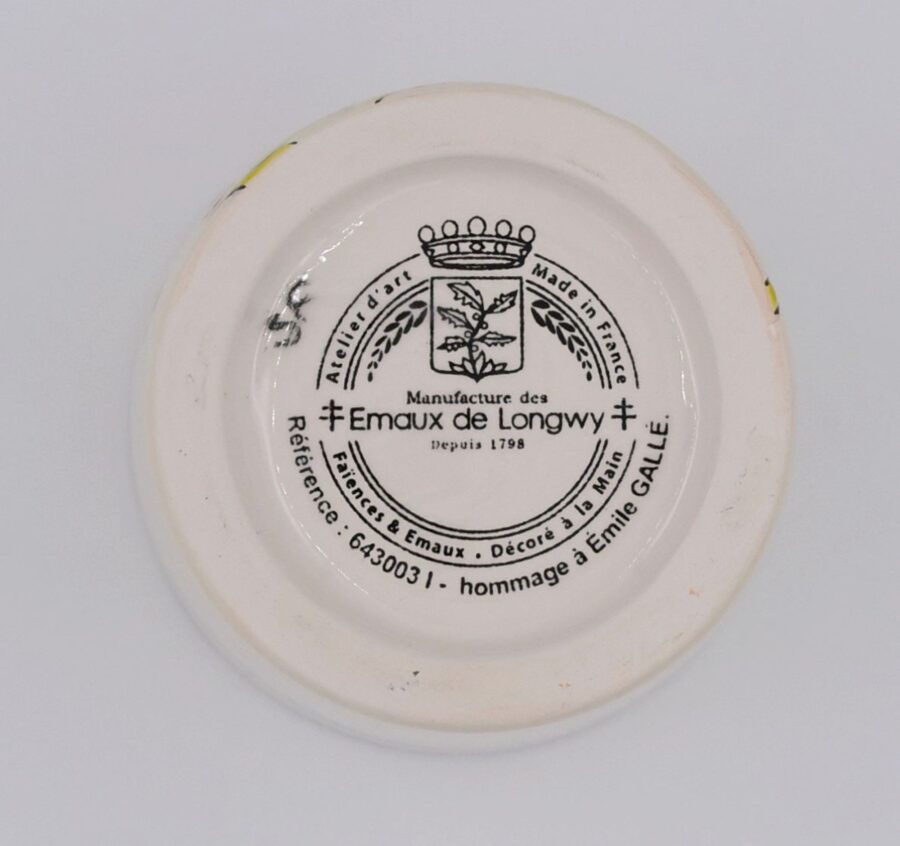 Atelier d'art
Made in France
Manufacture des
Emaux de Longwy
Depuis 1798
Faïences & Emaux . Décoré à la Main
Référence : 6430031 - hommage à Émile GALLÉ.